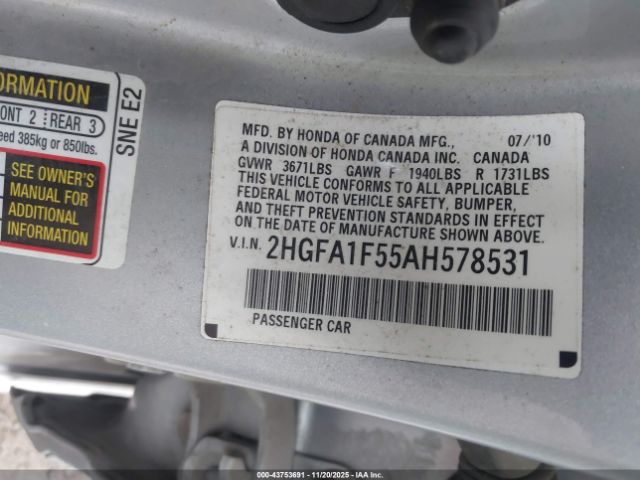 ORMATION
ONT 2 REAR 3
eed 385kg or 850lbs.
SEE OWNER'S
MANUAL FOR
ADDITIONAL
INFORMATION
SNE E2
MFD. BY HONDA OF CANADA MFG., 07/'10
A DIVISION OF HONDA CANADA INC. CANADA
GVWR 3671LBS GAWR F 1940LBS R 1731LBS
THIS VEHICLE CONFORMS TO ALL APPLICABLE
FEDERAL MOTOR VEHICLE SAFETY, BUMPER,
AND THEFT PREVENTION STANDARDS IN EFFECT
ON THE DATE OF MANUFACTURE SHOWN ABOVE.
V.I.N. 2HGFA1F55AH578531
PASSENGER CAR
000-43753691 - 11/20/2025 - IAAI.COM